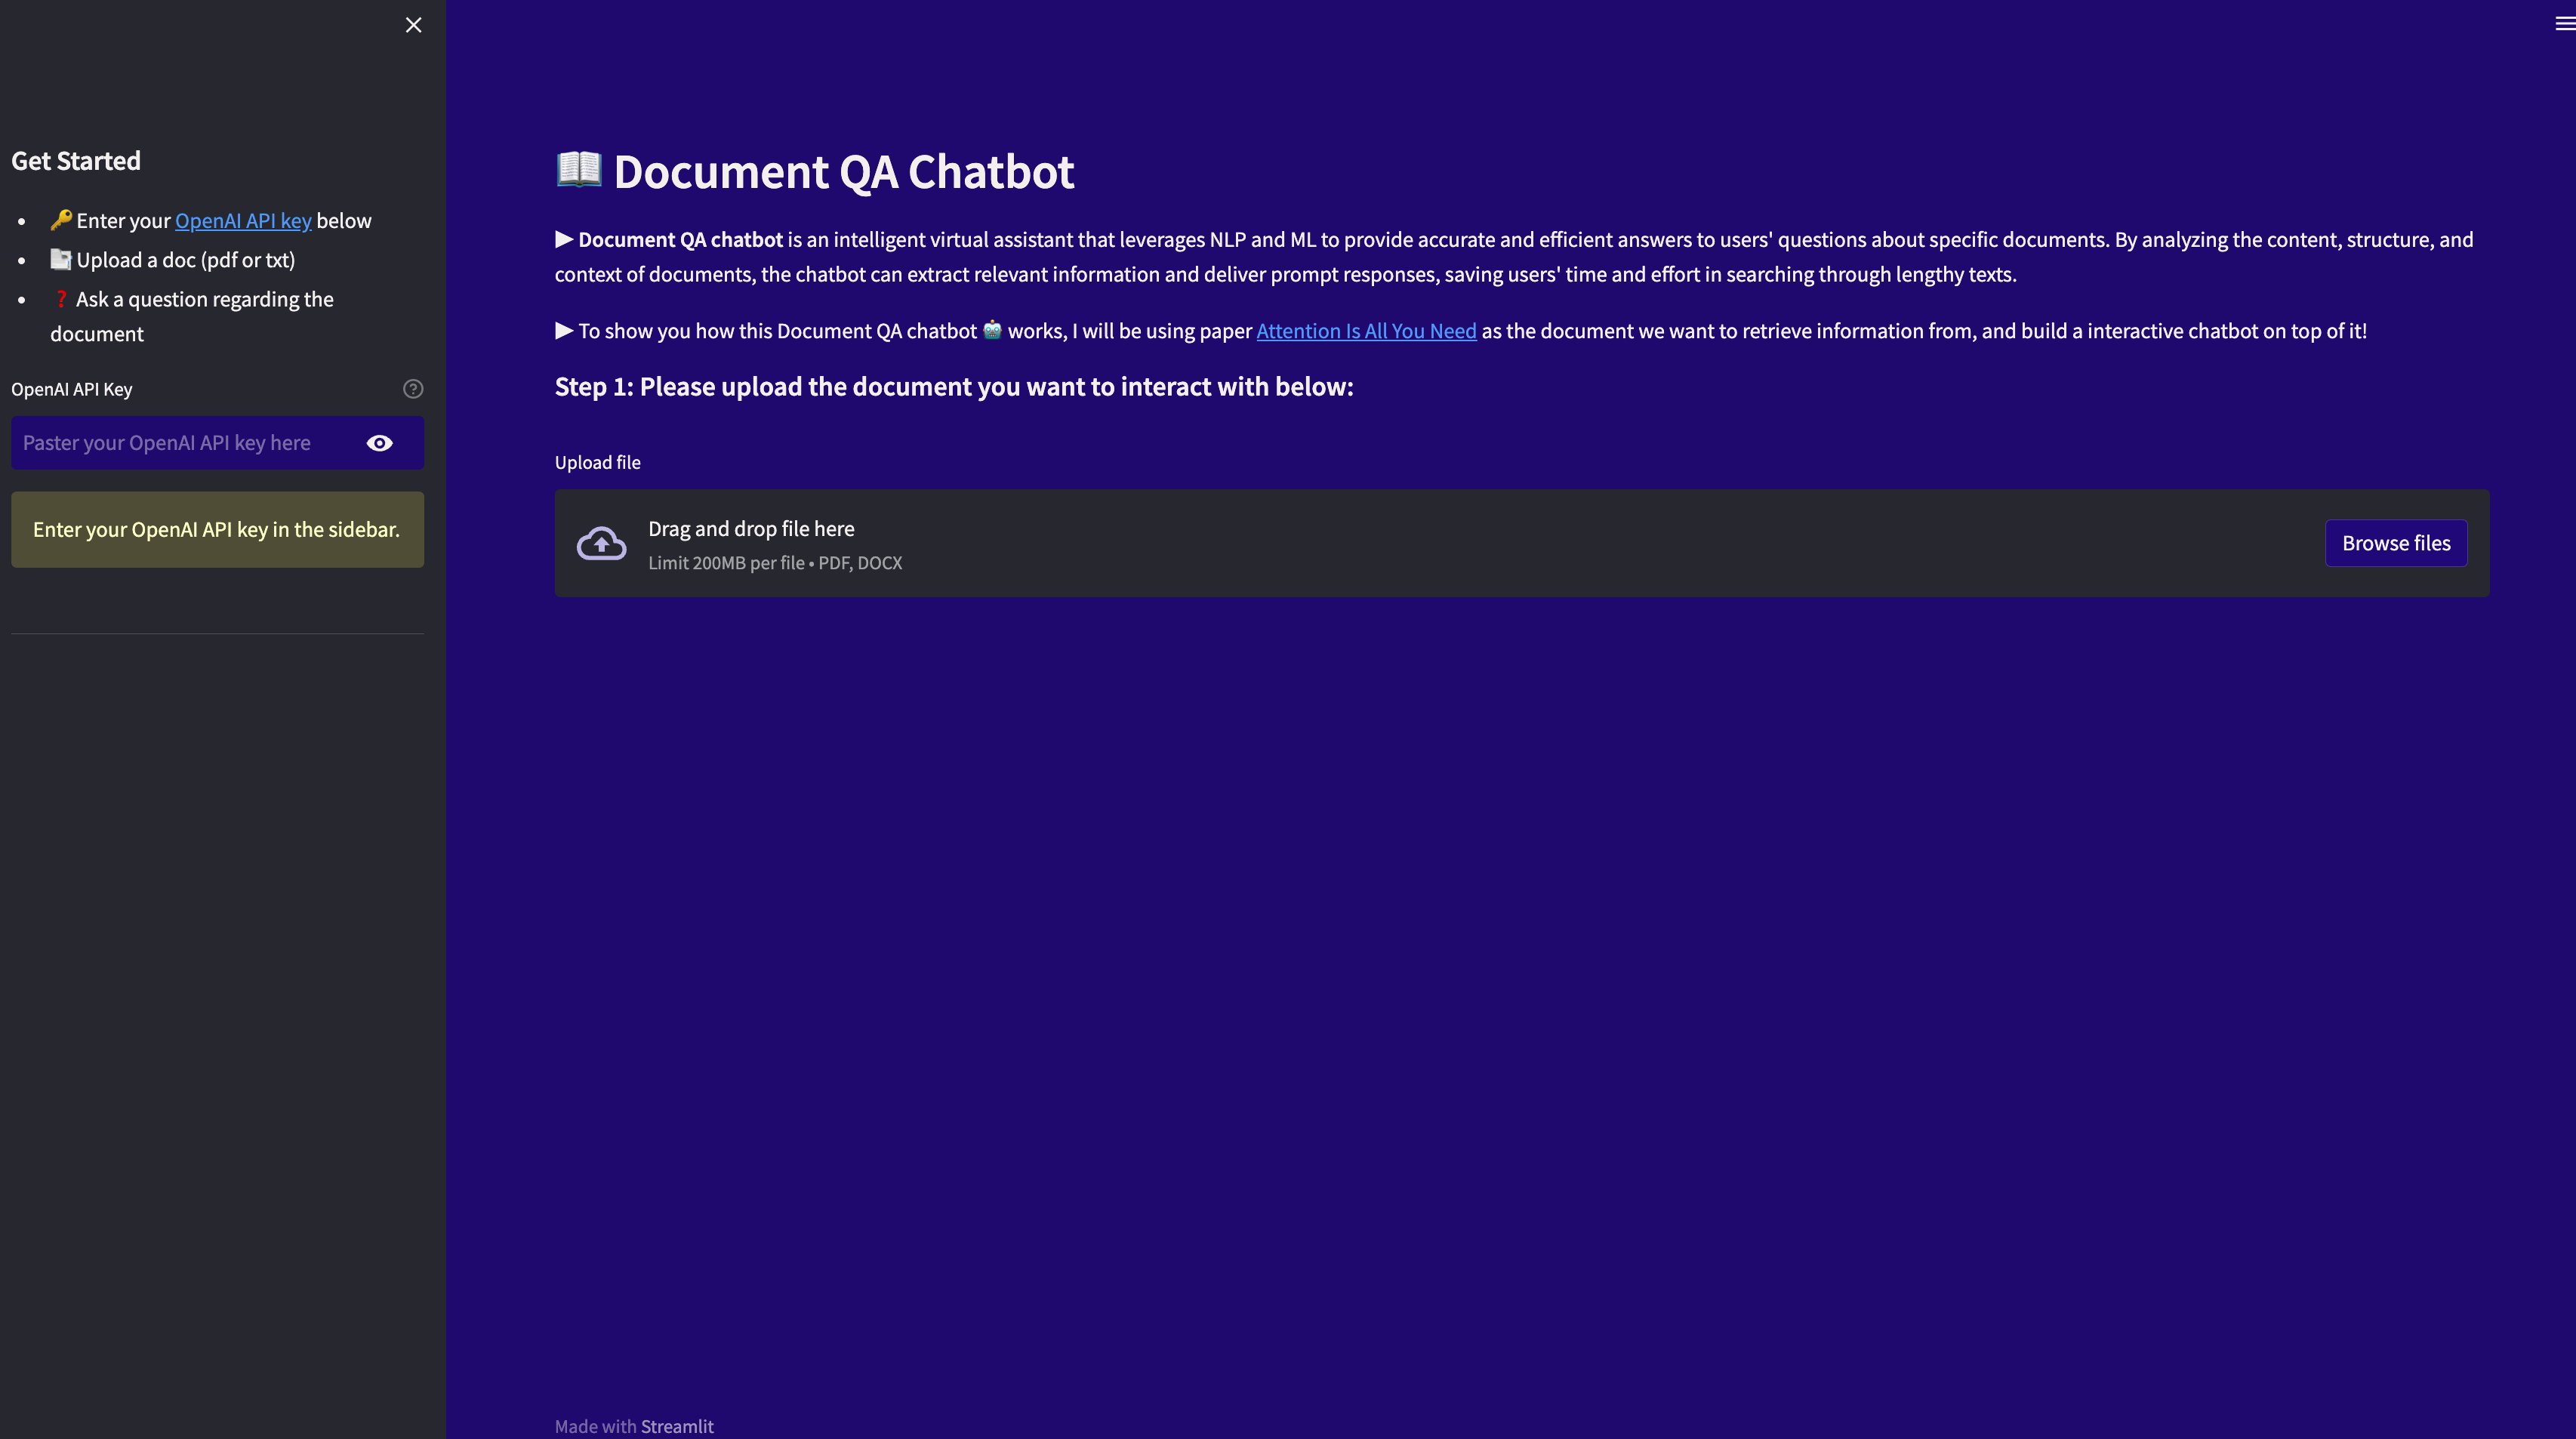 Get Started
🔑 Enter your OpenAI API key below
📄 Upload a doc (pdf or txt)
❓ Ask a question regarding the
document
OpenAI API Key
Paster your OpenAI API key here
Enter your OpenAI API key in the sidebar.
📖 Document QA Chatbot
▶ Document QA chatbot is an intelligent virtual assistant that leverages NLP and ML to provide accurate and efficient answers to users' questions about specific documents. By analyzing the content, structure, and
context of documents, the chatbot can extract relevant information and deliver prompt responses, saving users' time and effort in searching through lengthy texts.
▶ To show you how this Document QA chatbot 🤖 works, I will be using paper Attention Is All You Need as the document we want to retrieve information from, and build a interactive chatbot on top of it!
Step 1: Please upload the document you want to interact with below:
Upload file
Drag and drop file here
Limit 200MB per file • PDF, DOCX
Browse files
Made with Streamlit